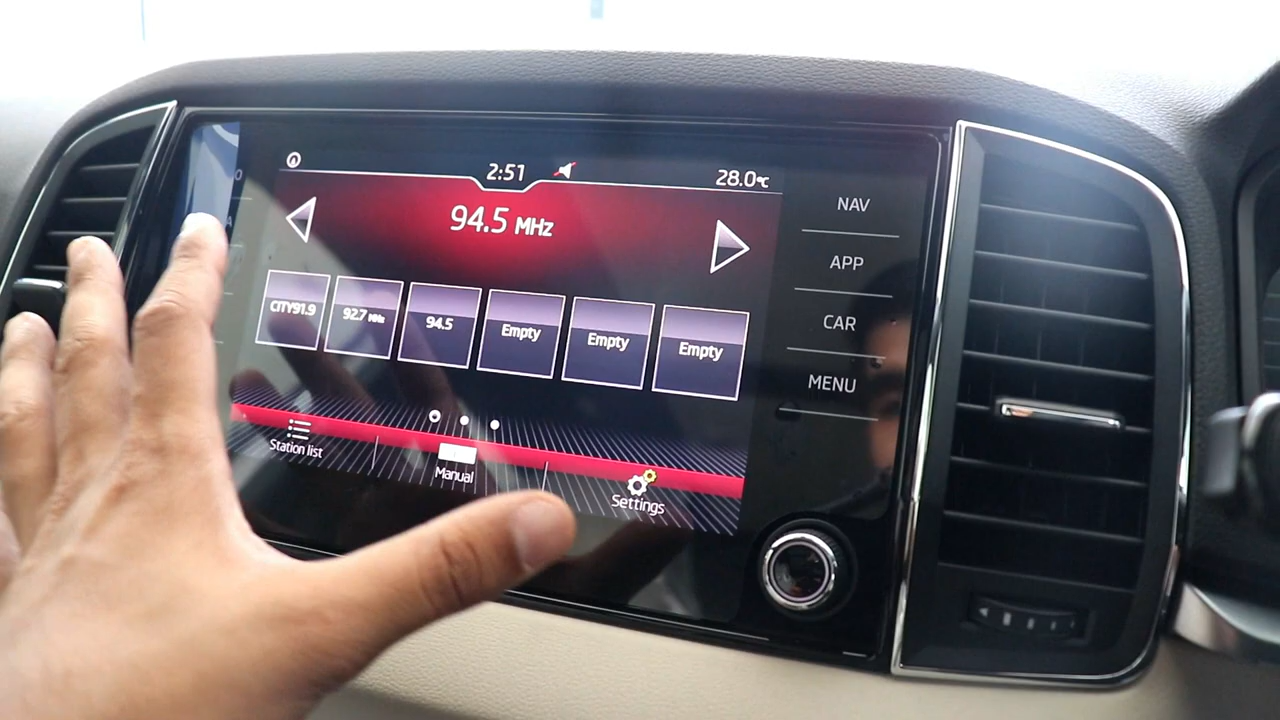 2:51
28.0℃
94.5 MHz
CITY91.9
92.7 MHz
94.5
Empty
Empty
Empty
Station list
Manual
Settings
NAV
APP
CAR
MENU